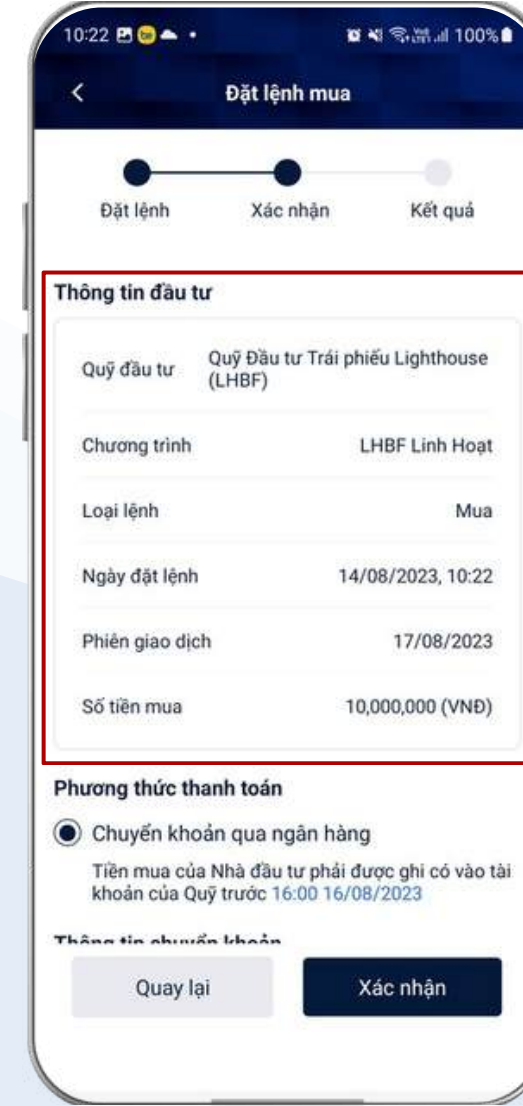 10:22
100%
Đặt lệnh mua
Đặt lệnh
Xác nhận
Kết quả
Thông tin đầu tư
Quỹ đầu tư
Quỹ Đầu tư Trái phiếu Lighthouse
(LHBF)
Chương trình
LHBF Linh Hoạt
Loại lệnh
Mua
Ngày đặt lệnh
14/08/2023, 10:22
Phiên giao dịch
17/08/2023
Số tiền mua
10,000,000 (VNĐ)
Phương thức thanh toán
Chuyển khoản qua ngân hàng
Tiền mua của Nhà đầu tư phải được ghi có vào tài
khoản của Quỹ trước 16:00 16/08/2023
Thông tin chuyển khoản
Quay lại
Xác nhận